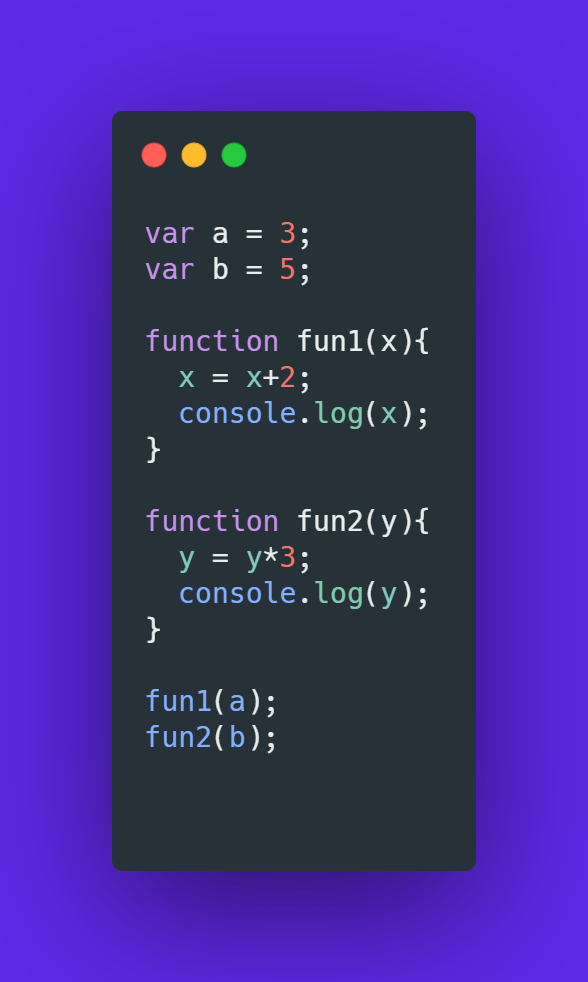 var a = 3;
var b = 5;

function fun1(x){
  x = x+2;
  console.log(x);
}

function fun2(y){
  y = y*3;
  console.log(y);
}

fun1(a);
fun2(b);